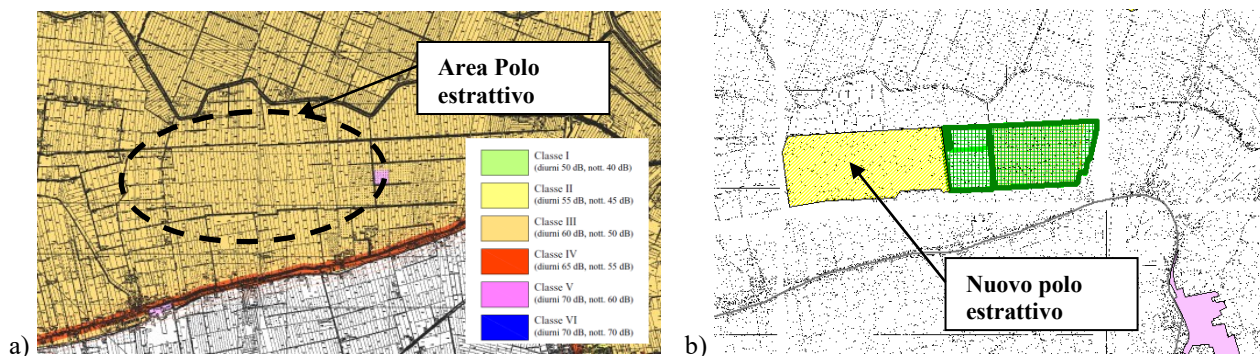 Area Polo
estrattivo
Classe I
(diurni 50 dB, nott. 40 dB)
Classe II
(diurni 55 dB, nott. 45 dB)
Classe III
(diurni 60 dB, nott. 50 dB)
Classe IV
(diurni 65 dB, nott. 55 dB)
Classe V
(diurni 70 dB, nott. 60 dB)
Classe VI
(diurni 70 dB, nott. 70 dB)
a)
Nuovo polo
estrattivo
b)